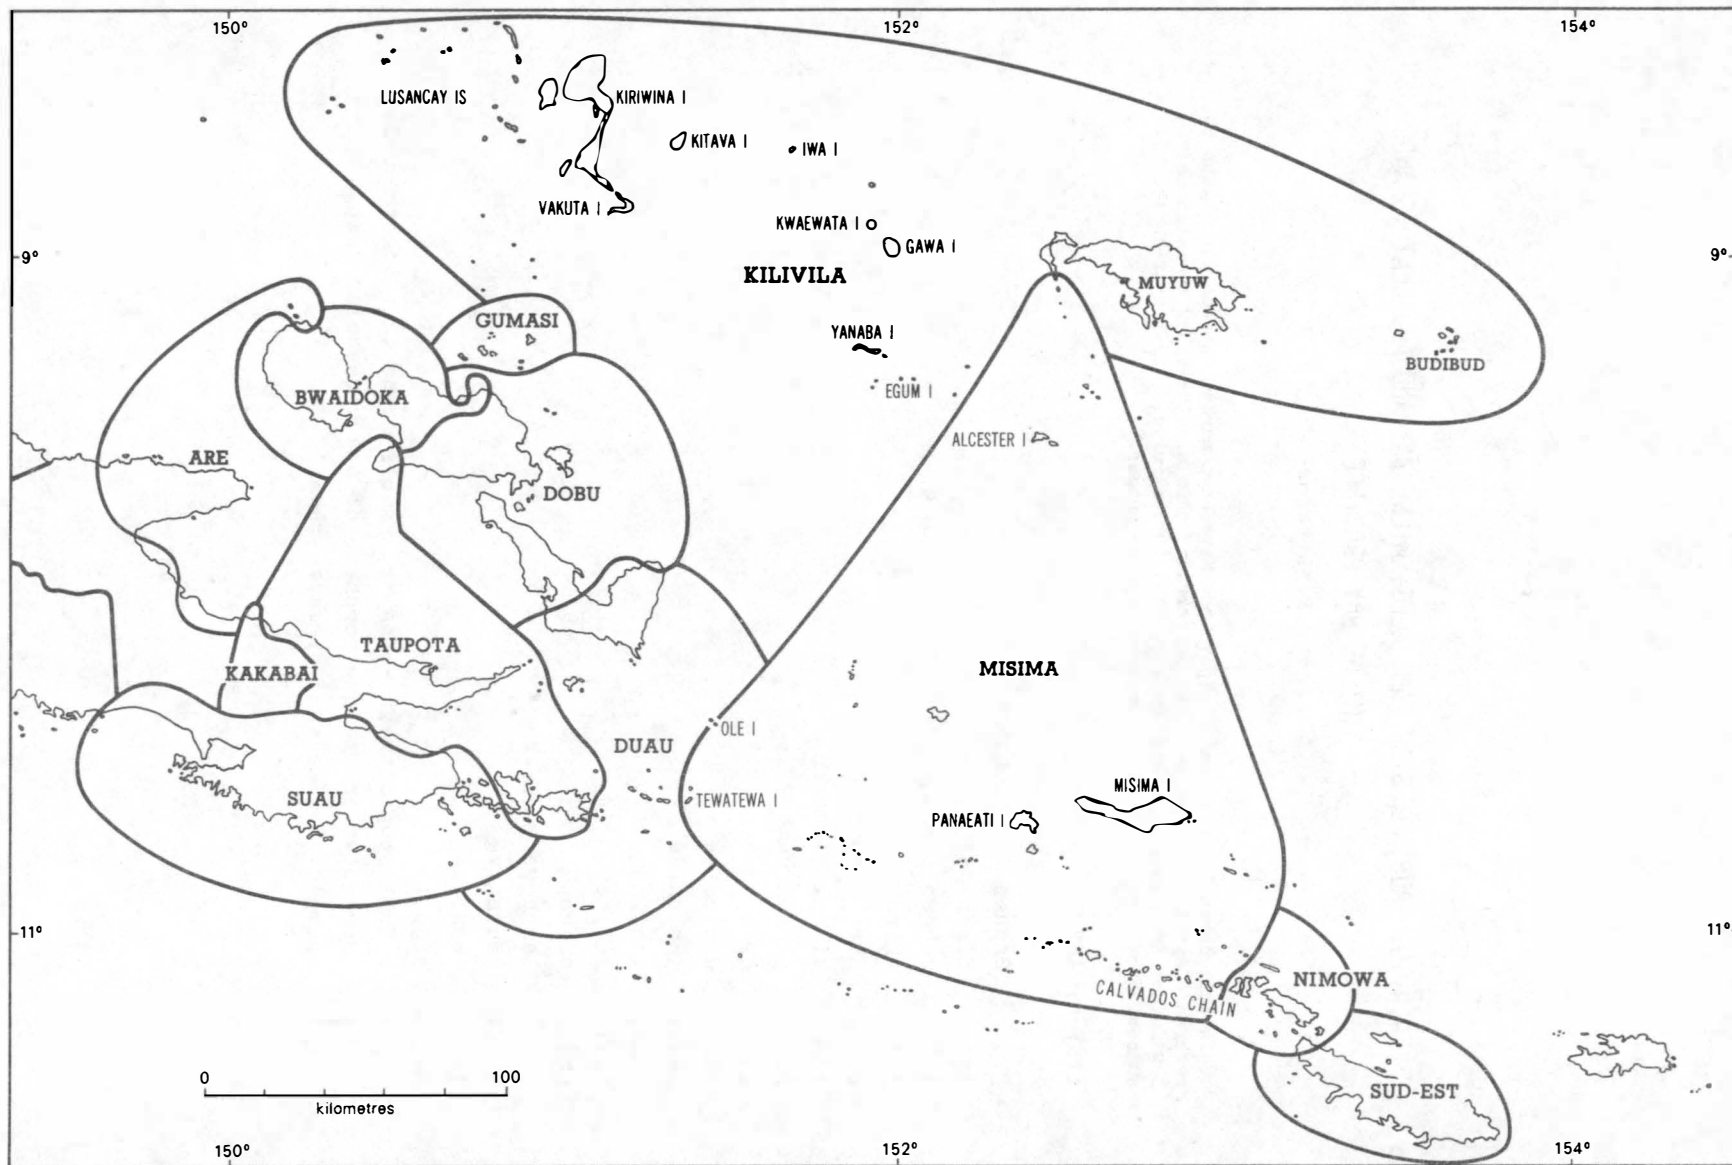 150°
152°
154°
LUSANCAY IS
KIRIWINA I
KITAVA I
IWA I
VAKUTA I
KWAEWATA I
GAWA I
9°
9°
KILIVILA
MUYUW
GUMASI
YANABA I
BUDIBUD
EGUM I
BWAIDOKA
ALCESTER I
ARE
DOBU
TAUPOTA
KAKABAI
MISIMA
OLE I
DUAU
MISIMA I
SUAU
TEWATEWA I
PANAEATI I
11°
11°
NIMOWA
CALVADOS CHAIN
0 100
kilometres
SUD-EST
150°
152°
154°